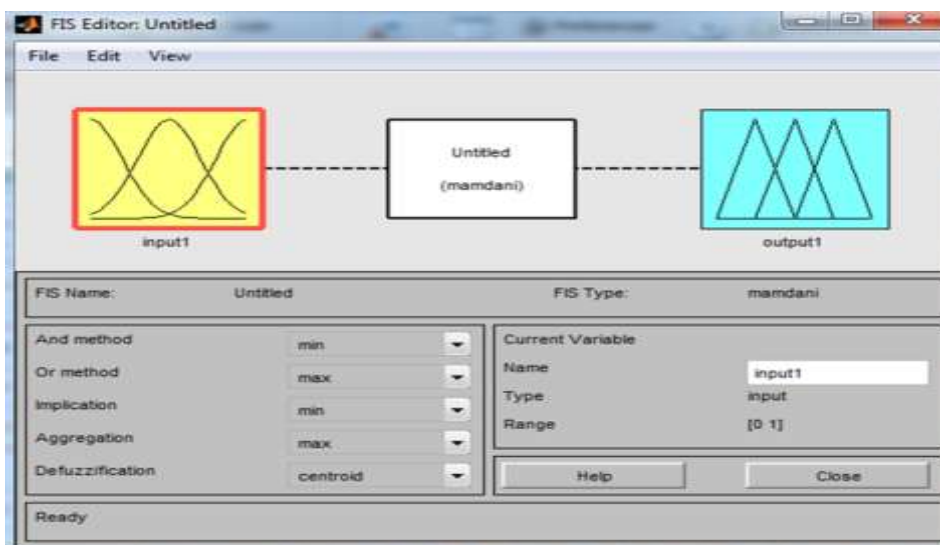 FIS Editor: Untitled
File Edit View
Untitled
(mamdani)
input1
output1
FIS Name: Untitled FIS Type: mamdani
And method min
Or method max
Implication min
Aggregation max
Defuzzification centroid
Current Variable
Name input1
Type input
Range [0 1]
Help Close
Ready